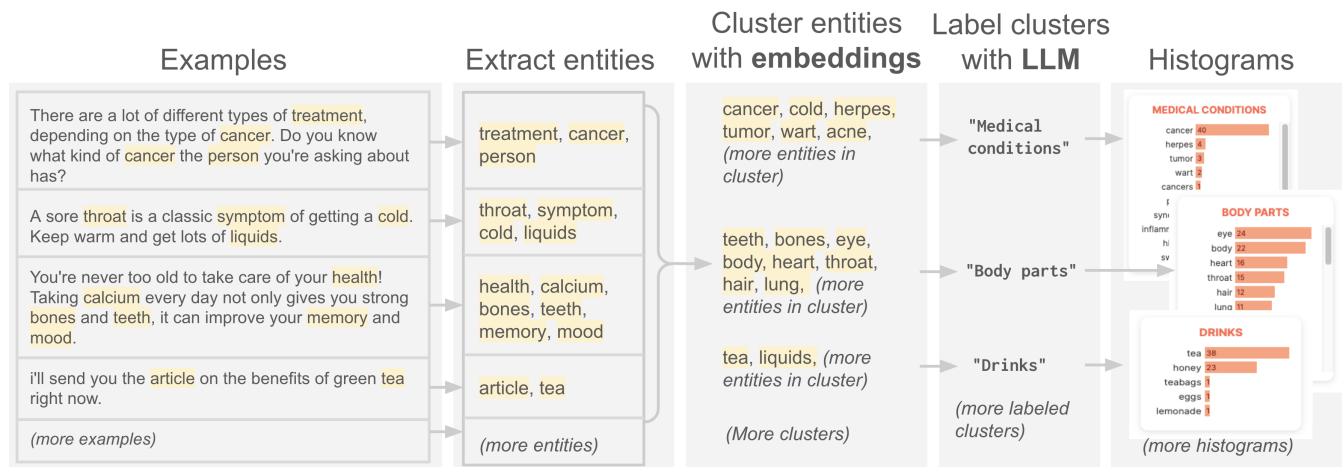 Examples
Extract entities
Cluster entities
with embeddings
Label clusters
with LLM
Histograms
There are a lot of different types of treatment,
depending on the type of cancer. Do you know
what kind of cancer the person you're asking about
has?
A sore throat is a classic symptom of getting a cold.
Keep warm and get lots of liquids.
You're never too old to take care of your health!
Taking calcium every day not only gives you strong
bones and teeth, it can improve your memory and
mood.
i'll send you the article on the benefits of green tea
right now.
(more examples)
treatment, cancer,
person
throat, symptom,
cold, liquids
health, calcium,
bones, teeth,
memory, mood
article, tea
(more entities)
cancer, cold, herpes,
tumor, wart, acne,
(more entities in
cluster)
teeth, bones, eye,
body, heart, throat,
hair, lung, (more
entities in cluster)
tea, liquids, (more
entities in cluster)
(More clusters)
"Medical
conditions"
"Body parts"
"Drinks"
(more labeled
clusters)
MEDICAL CONDITIONS
cancer 40
herpes 4
tumor 3
wart 2
cancers 1
BODY PARTS
eye 24
body 22
heart 16
throat 15
hair 12
lung 11
DRINKS
tea 38
honey 23
teabags 1
eggs 1
lemonade 1
(more histograms)